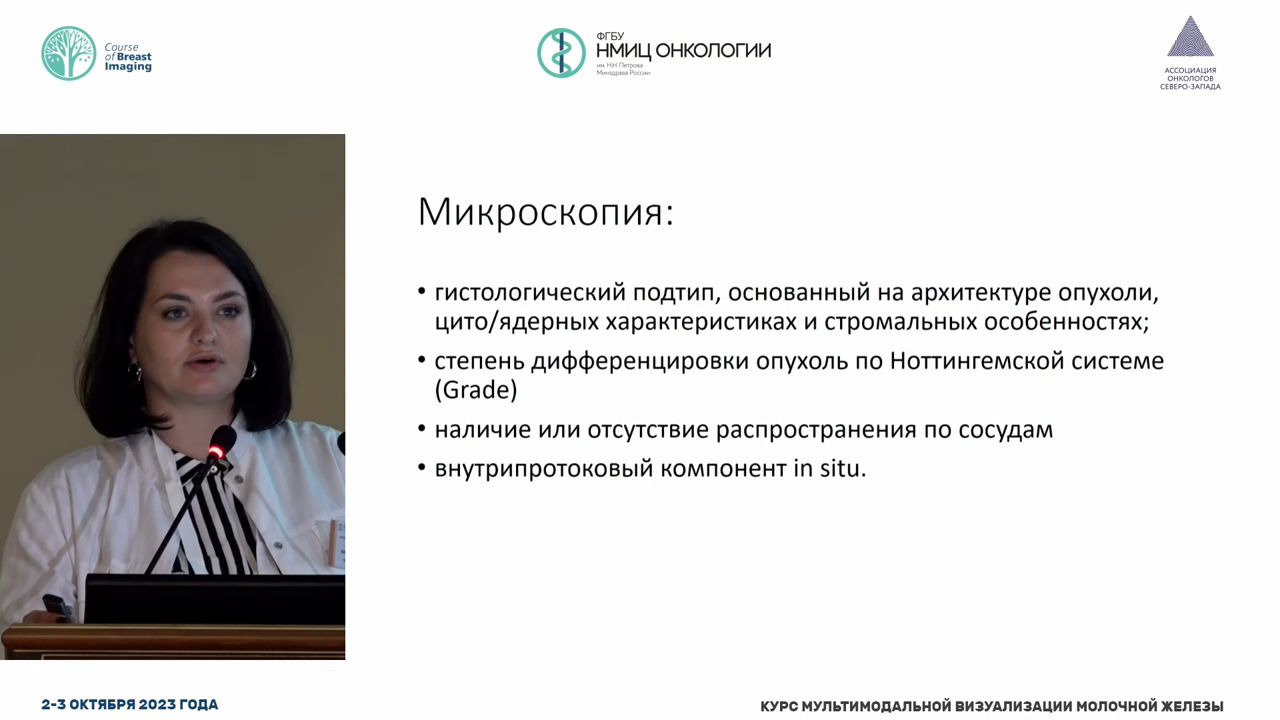 Course
of Breast
Imaging
ФГБУ
НМИЦ ОНКОЛОГИИ
им. Н.Н. Петрова
Минздрава России
АССОЦИАЦИЯ
ОНКОЛОГОВ
СЕВЕРО-ЗАПАДА
Микроскопия:
• гистологический подтип, основанный на архитектуре опухоли,
цито/ядерных характеристиках и стромальных особенностях;
• степень дифференцировки опухоль по Ноттингемской системе
(Grade)
• наличие или отсутствие распространения по сосудам
• внутрипротоковый компонент in situ.
2-3 ОКТЯБРЯ 2023 ГОДА
КУРС МУЛЬТИМОДАЛЬНОЙ ВИЗУАЛИЗАЦИИ МОЛОЧНОЙ ЖЕЛЕЗЫ